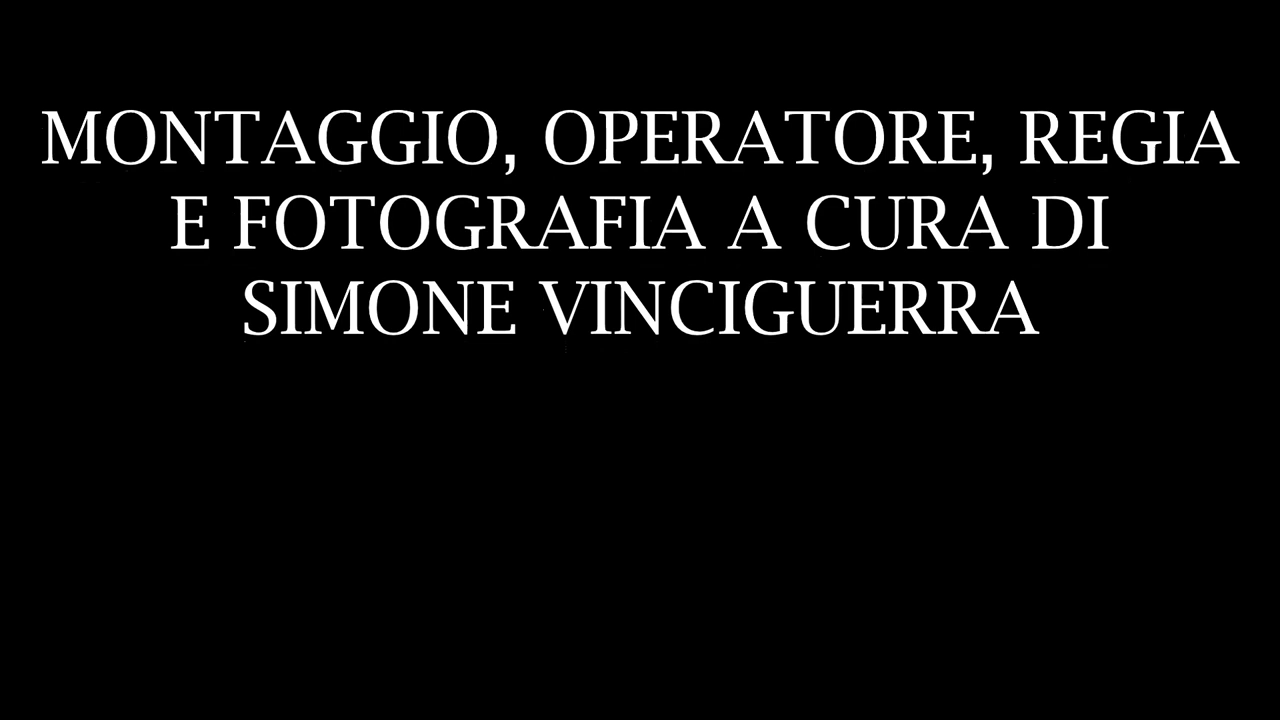 MONTAGGIO, OPERATORE, REGIA
E FOTOGRAFIA A CURA DI
SIMONE VINCIGUERRA